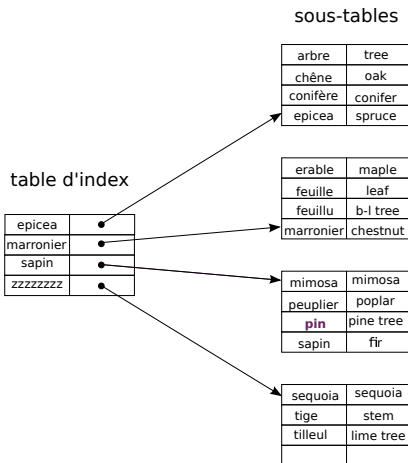 sous-tables
arbre tree
chêne oak
conifère conifer
epicea spruce
table d'index
epicea
marronier
sapin
zzzzzzzz
erable maple
feuille leaf
feuillu b-l tree
marronier chestnut
mimosa mimosa
peuplier poplar
pin pine tree
sapin fir
sequoia sequoia
tige stem
tilleul lime tree